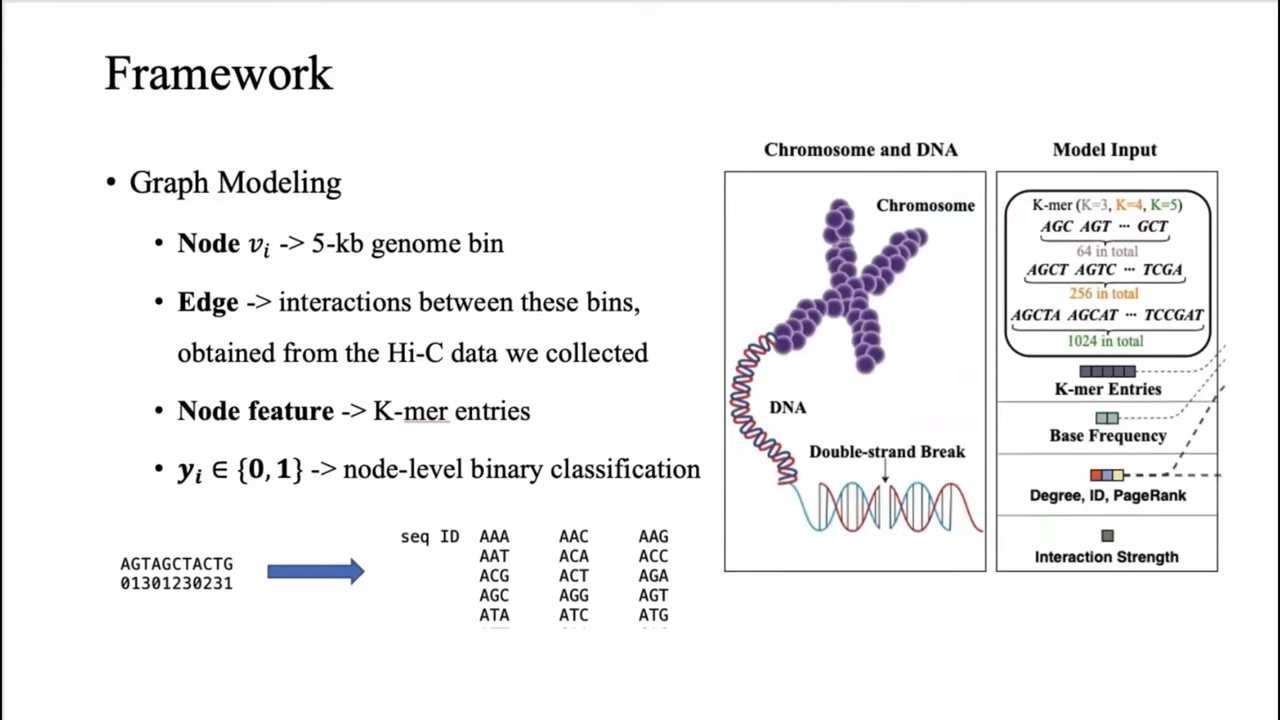 Framework
• Graph Modeling
• Node vᵢ -> 5-kb genome bin
• Edge -> interactions between these bins,
obtained from the Hi-C data we collected
• Node feature -> K-mer entries
• yᵢ ∈ {0, 1} -> node-level binary classification
AGTAGCTACTG
01301230231
seq ID AAA AAC AAG
AAT ACA ACC
ACG ACT AGA
AGC AGG AGT
ATA ATC ATG
Chromosome and DNA
Chromosome
DNA
Double-strand Break
Model Input
K-mer (K=3, K=4, K=5)
AGC AGT ··· GCT
64 in total
AGCT AGTC ··· TCGA
256 in total
AGCTA AGCAT ··· TCCGAT
1024 in total
K-mer Entries
Base Frequency
Degree, ID, PageRank
Interaction Strength